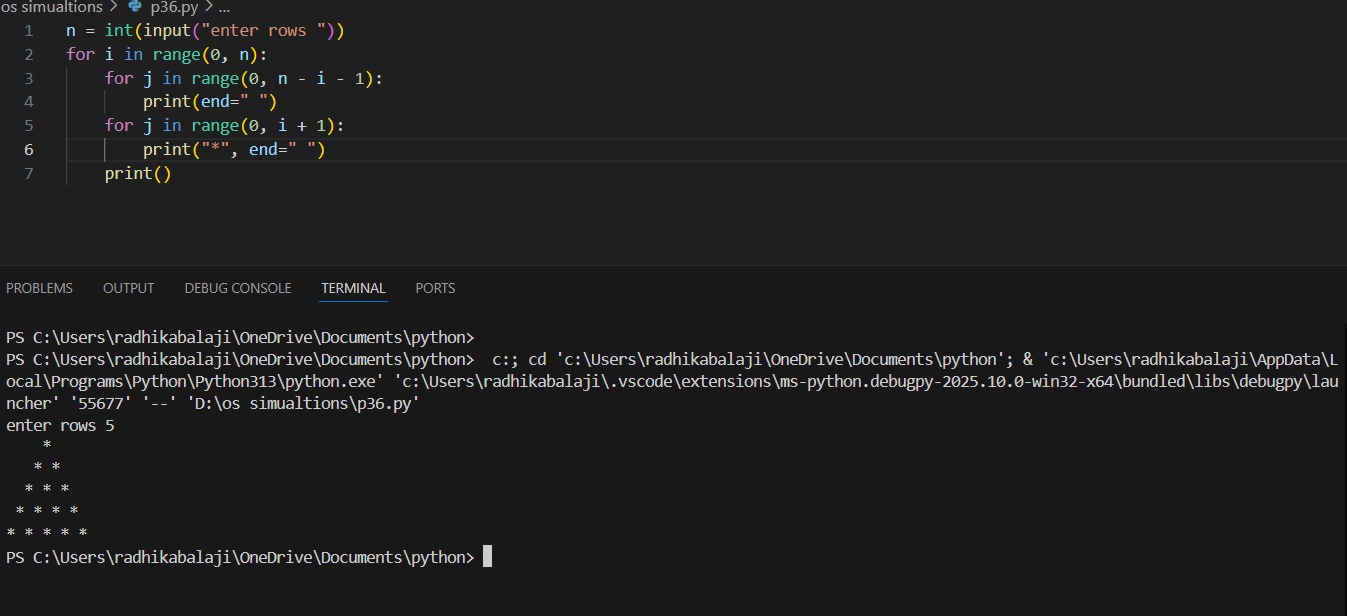 os simualtions > p36.py > ...
1 n = int(input("enter rows "))
2 for i in range(0, n):
3     for j in range(0, n - i - 1):
4         print(end=" ")
5     for j in range(0, i + 1):
6         print("*", end=" ")
7     print()
PROBLEMS OUTPUT DEBUG CONSOLE TERMINAL PORTS
PS C:\Users\radhikabalaji\OneDrive\Documents\python>
PS C:\Users\radhikabalaji\OneDrive\Documents\python>  c:; cd 'c:\Users\radhikabalaji\OneDrive\Documents\python'; & 'c:\Users\radhikabalaji\AppData\L
ocal\Programs\Python\Python313\python.exe' 'c:\Users\radhikabalaji\.vscode\extensions\ms-python.debugpy-2025.10.0-win32-x64\bundled\libs\debugpy\lau
ncher' '55677' '--' 'D:\os simualtions\p36.py'
enter rows 5
    *
   * *
  * * *
 * * * *
* * * * *
PS C:\Users\radhikabalaji\OneDrive\Documents\python>